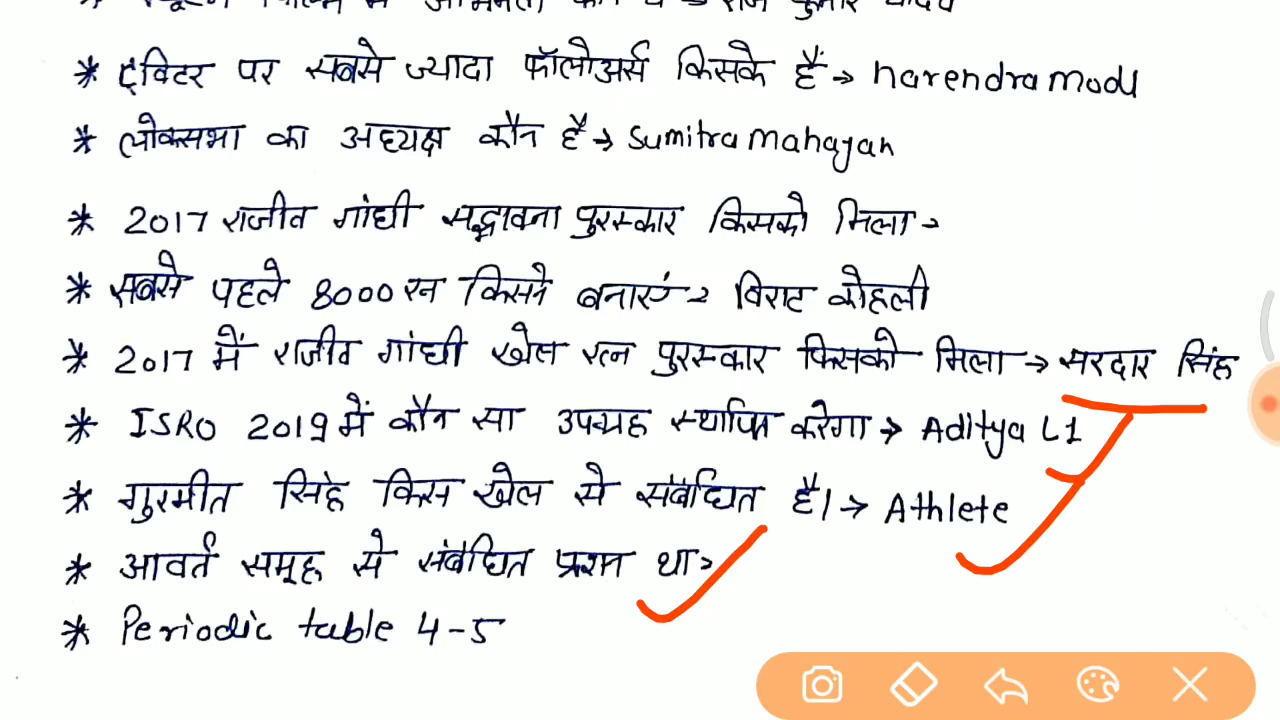 * ट्विटर पर सबसे ज्यादा फॉलोअर्स किसके हैं → narendra modi
* लोकसभा का अध्यक्ष कौन है → Sumitra Mahajan
* 2017 राजीव गांधी सद्भावना पुरस्कार किसको मिला →
* सबसे पहले 8000 रन किसने बनाए → विराट कोहली
* 2017 में राजीव गांधी खेल रत्न पुरस्कार किसको मिला → सरदार सिंह
* ISRO 2019 में कौन सा उपग्रह स्थापित करेगा → Aditya L1
* गुरमीत सिंह किस खेल से संबंधित है। → Athlete
* आवर्त समूह से संबंधित प्रश्न था →
* Periodic table 4-5